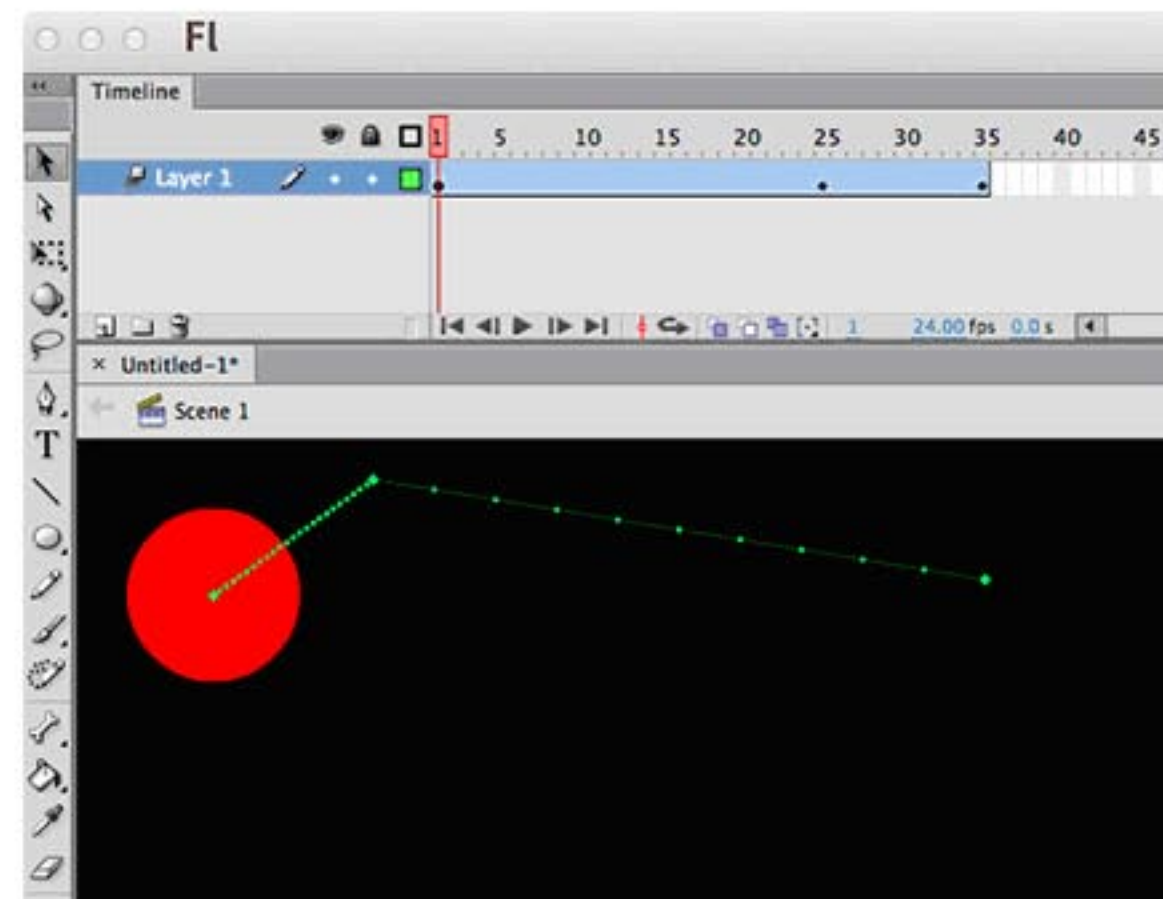 Fl
Timeline
1 5 10 15 20 25 30 35 40 45
Layer 1
1 24.00 fps 0.0 s
× Untitled-1*
Scene 1
T